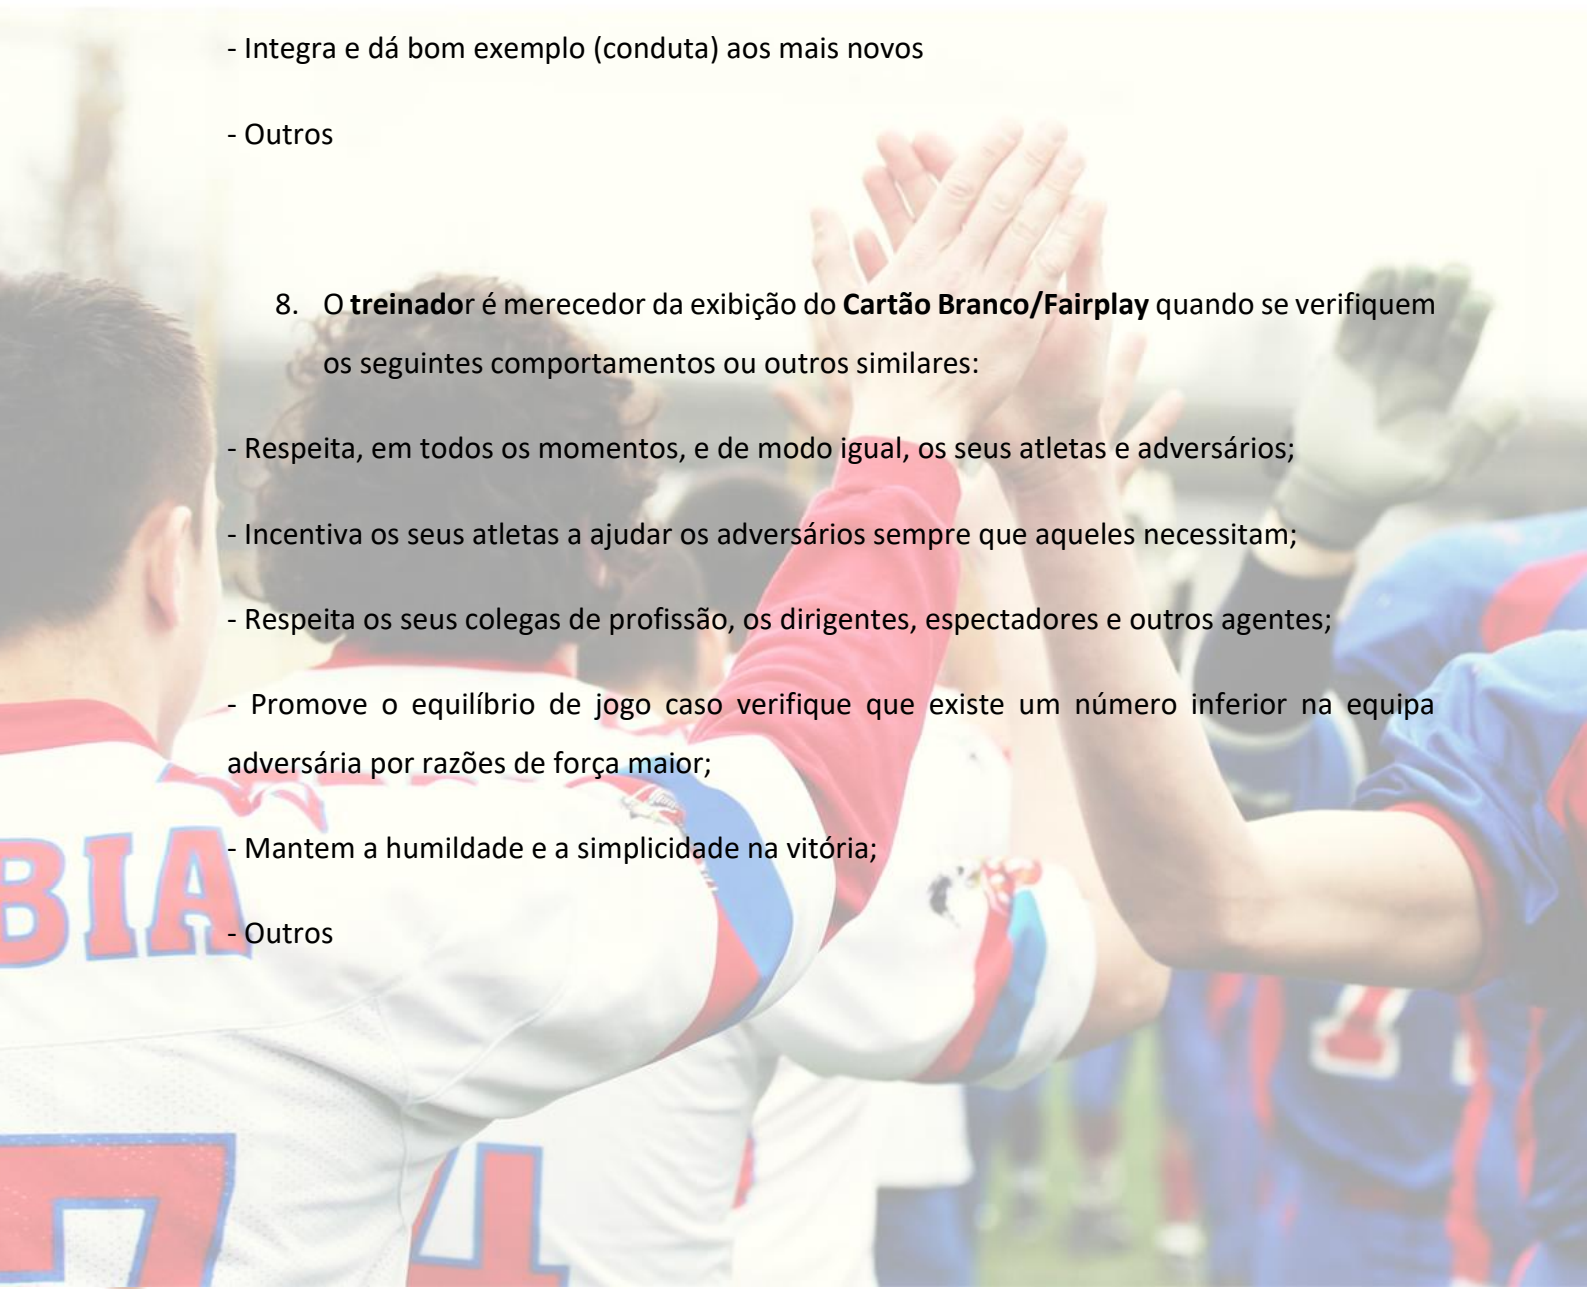 - Integra e dá bom exemplo (conduta) aos mais novos
- Outros
8. O treinador é merecedor da exibição do Cartão Branco/Fairplay quando se verifiquem
os seguintes comportamentos ou outros similares:
- Respeita, em todos os momentos, e de modo igual, os seus atletas e adversários;
- Incentiva os seus atletas a ajudar os adversários sempre que aqueles necessitam;
- Respeita os seus colegas de profissão, os dirigentes, espectadores e outros agentes;
- Promove o equilíbrio de jogo caso verifique que existe um número inferior na equipa
adversária por razões de força maior;
- Mantem a humildade e a simplicidade na vitória;
BIA
- Outros
7
4
7